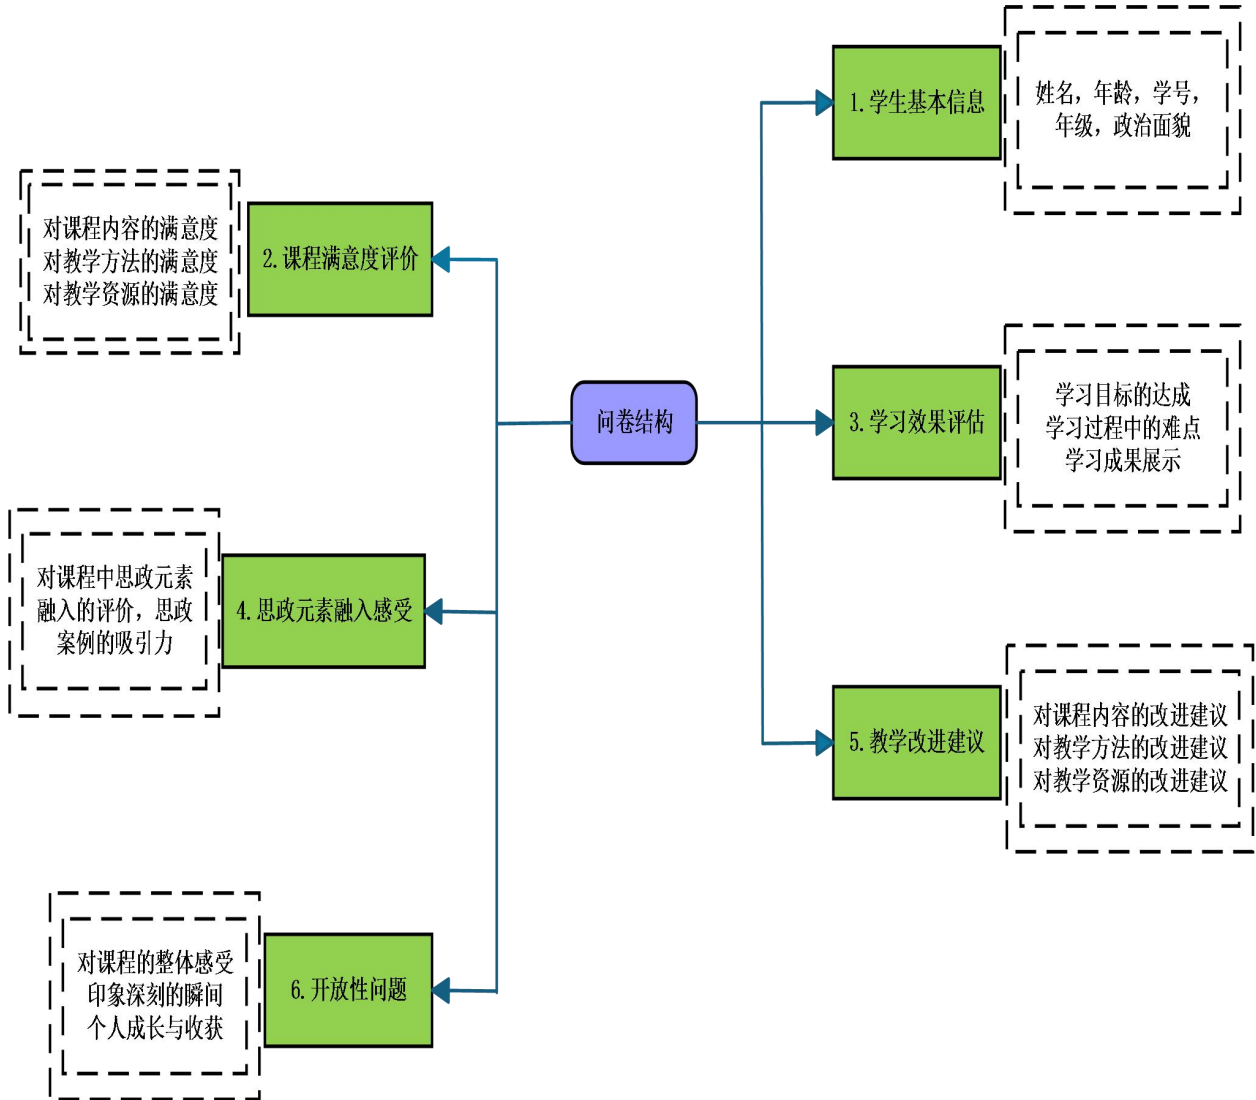 1.学生基本信息
姓名，年龄，学号，
年级，政治面貌
对课程内容的满意度
对教学方法的满意度
对教学资源的满意度
2.课程满意度评价
问卷结构
3.学习效果评估
学习目标的达成
学习过程中的难点
学习成果展示
对课程中思政元素
融入的评价，思政
案例的吸引力
4.思政元素融入感受
5.教学改进建议
对课程内容的改进建议
对教学方法的改进建议
对教学资源的改进建议
对课程的整体感受
印象深刻的瞬间
个人成长与收获
6.开放性问题